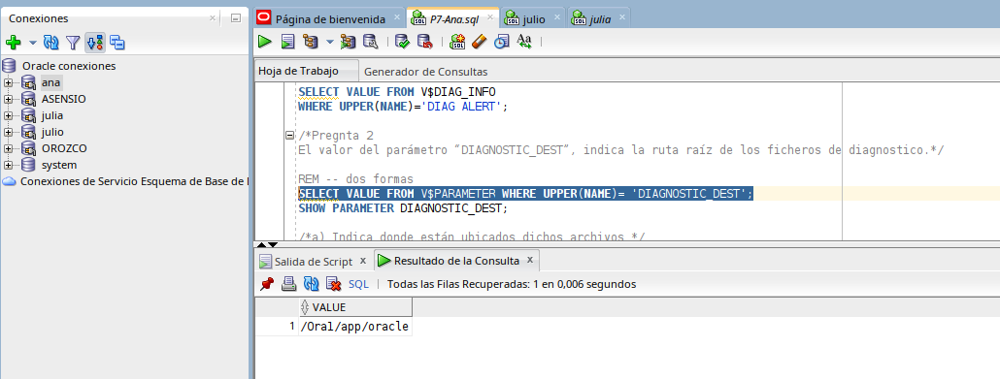 Conexiones
Página de bienvenida
P7-Ana.sql
julio
julia
Oracle conexiones
ana
ASENSIO
julia
julio
OROZCO
system
Conexiones de Servicio Esquema de Base de
Hoja de Trabajo
Generador de Consultas
SELECT VALUE FROM V$DIAG_INFO
WHERE UPPER(NAME)='DIAG ALERT';
/*Pregnta 2
El valor del parámetro “DIAGNOSTIC_DEST”, indica la ruta raíz de los ficheros de diagnostico.*/
REM -- dos formas
SELECT VALUE FROM V$PARAMETER WHERE UPPER(NAME)= 'DIAGNOSTIC_DEST';
SHOW PARAMETER DIAGNOSTIC_DEST;
/*a) Indica donde están ubicados dichos archivos */
Salida de Script x
Resultado de la Consulta x
SQL | Todas las Filas Recuperadas: 1 en 0,006 segundos
VALUE
1 /Oral/app/oracle